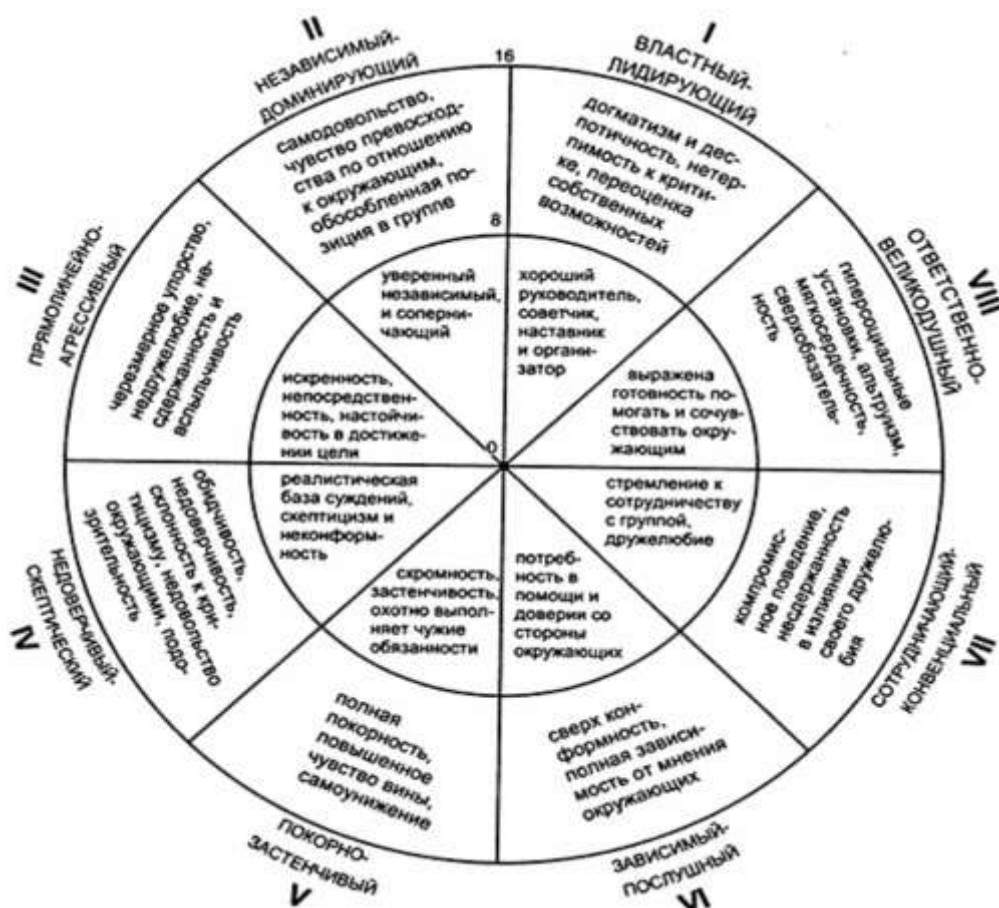 I
ВЛАСТНЫЙ-
ЛИДИРУЮЩИЙ
догматизм и дес-
потичность, нетер-
пимость к крити-
ке, переоценка
собственных
возможностей
хороший
руководитель,
советчик,
наставник
и органи-
затор
II
НЕЗАВИСИМЫЙ-
ДОМИНИРУЮЩИЙ
самодовольство,
чувство превосход-
ства по отношению
к окружающим,
обособленная по-
зиция в группе
уверенный
независимый,
и соперни-
чающий
III
ПРЯМОЛИНЕЙНО-
АГРЕССИВНЫЙ
черезмерное упорство,
недружелюбие, не-
сдержанность и
вспыльчивость
искренность,
непосредствен-
ность, настойчи-
вость в достиже-
нии цели
IV
НЕДОВЕРЧИВЫЙ-
СКЕПТИЧЕСКИЙ
обидчивость,
недоверчивость,
склонность к кри-
тицизму, недовольство
окружающими, подо-
зрительность
реалистическая
база суждений,
скептицизм и
неконформ-
ность
V
ПОКОРНО-
ЗАСТЕНЧИВЫЙ
полная
покорность,
повышенное
чувство вины,
самоунижение
скромность,
застенчивость,
охотно выпол-
няет чужие
обязанности
VI
ЗАВИСИМЫЙ-
ПОСЛУШНЫЙ
сверх кон-
формность,
полная зависи-
мость от мнения
окружающих
потреб-
ность в
помощи и
доверии со
стороны
окружающих
VII
СОТРУДНИЧАЮЩИЙ-
КОНВЕНЦИАЛЬНЫЙ
компромис-
ное поведение,
несдержанность
в излиянии
своего дружелю-
бия
стремление к
сотрудничеству
с группой,
дружелюбие
VIII
ОТВЕТСТВЕННО-
ВЕЛИКОДУШНЫЙ
гиперсоциальные
установки, альтруизм,
мягкосердечность,
сверхобязатель-
ность
выражена
готовность по-
могать и сочув-
ствовать окру-
жающим
16
8
0